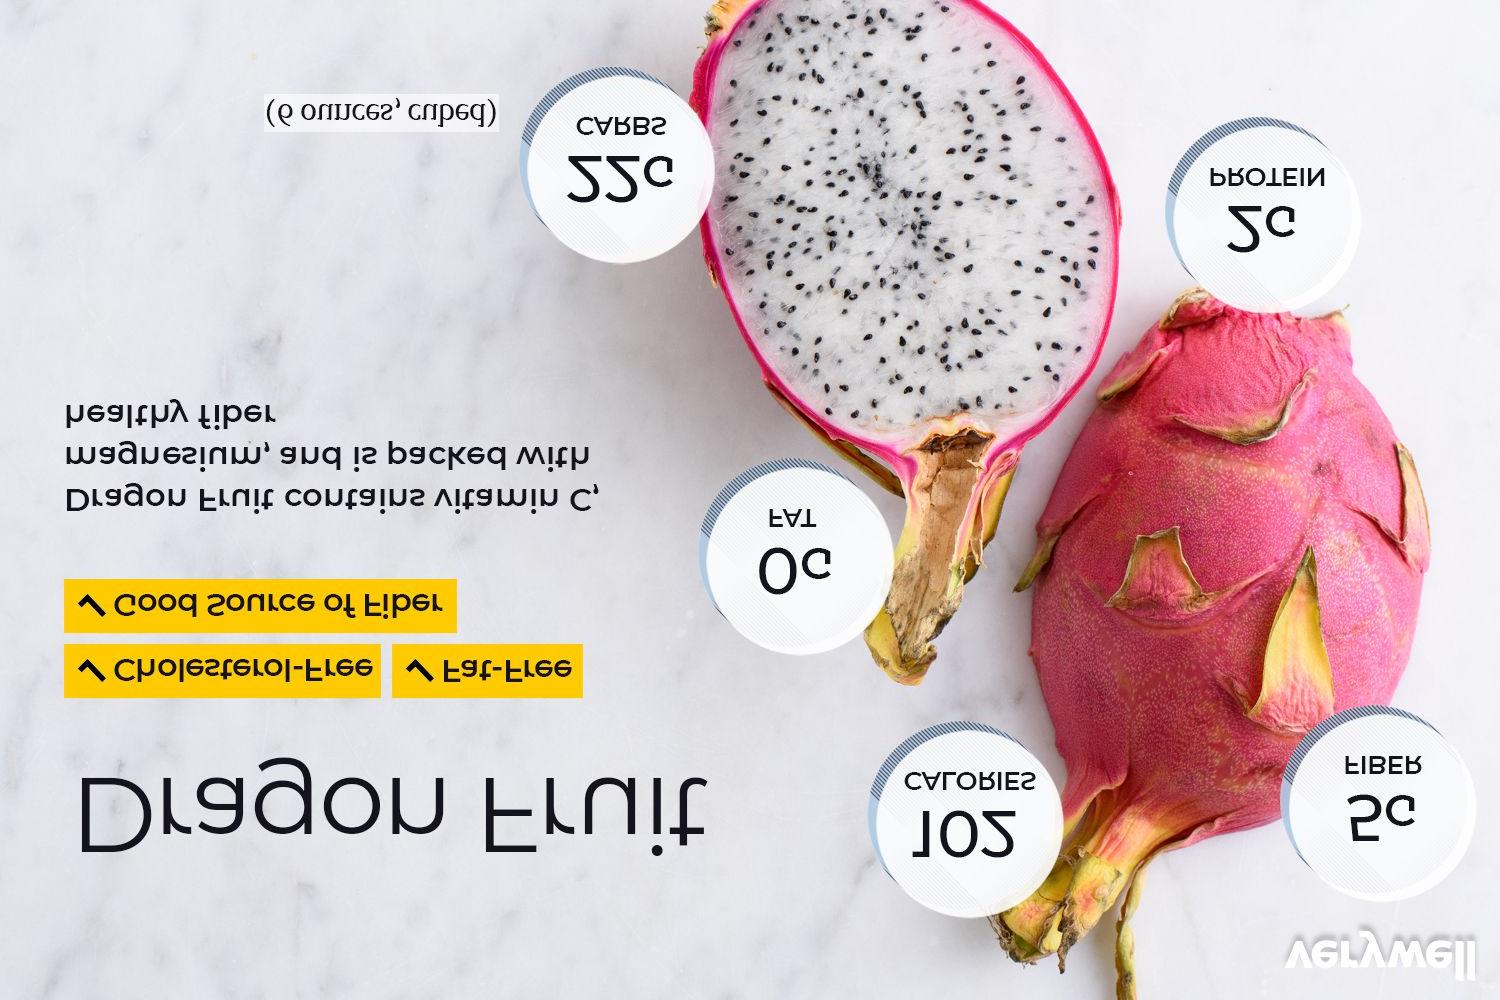 verywell
Dragon Fruit
✓ Cholesterol-Free ✓ Fat-Free
✓ Good Source of Fiber
Dragon Fruit contains vitamin C,
magnesium, and is packed with
healthy fiber
(6 ounces, cubed)
102
CALORIES
5G
FIBER
0G
FAT
2G
PROTEIN
22G
CARBS